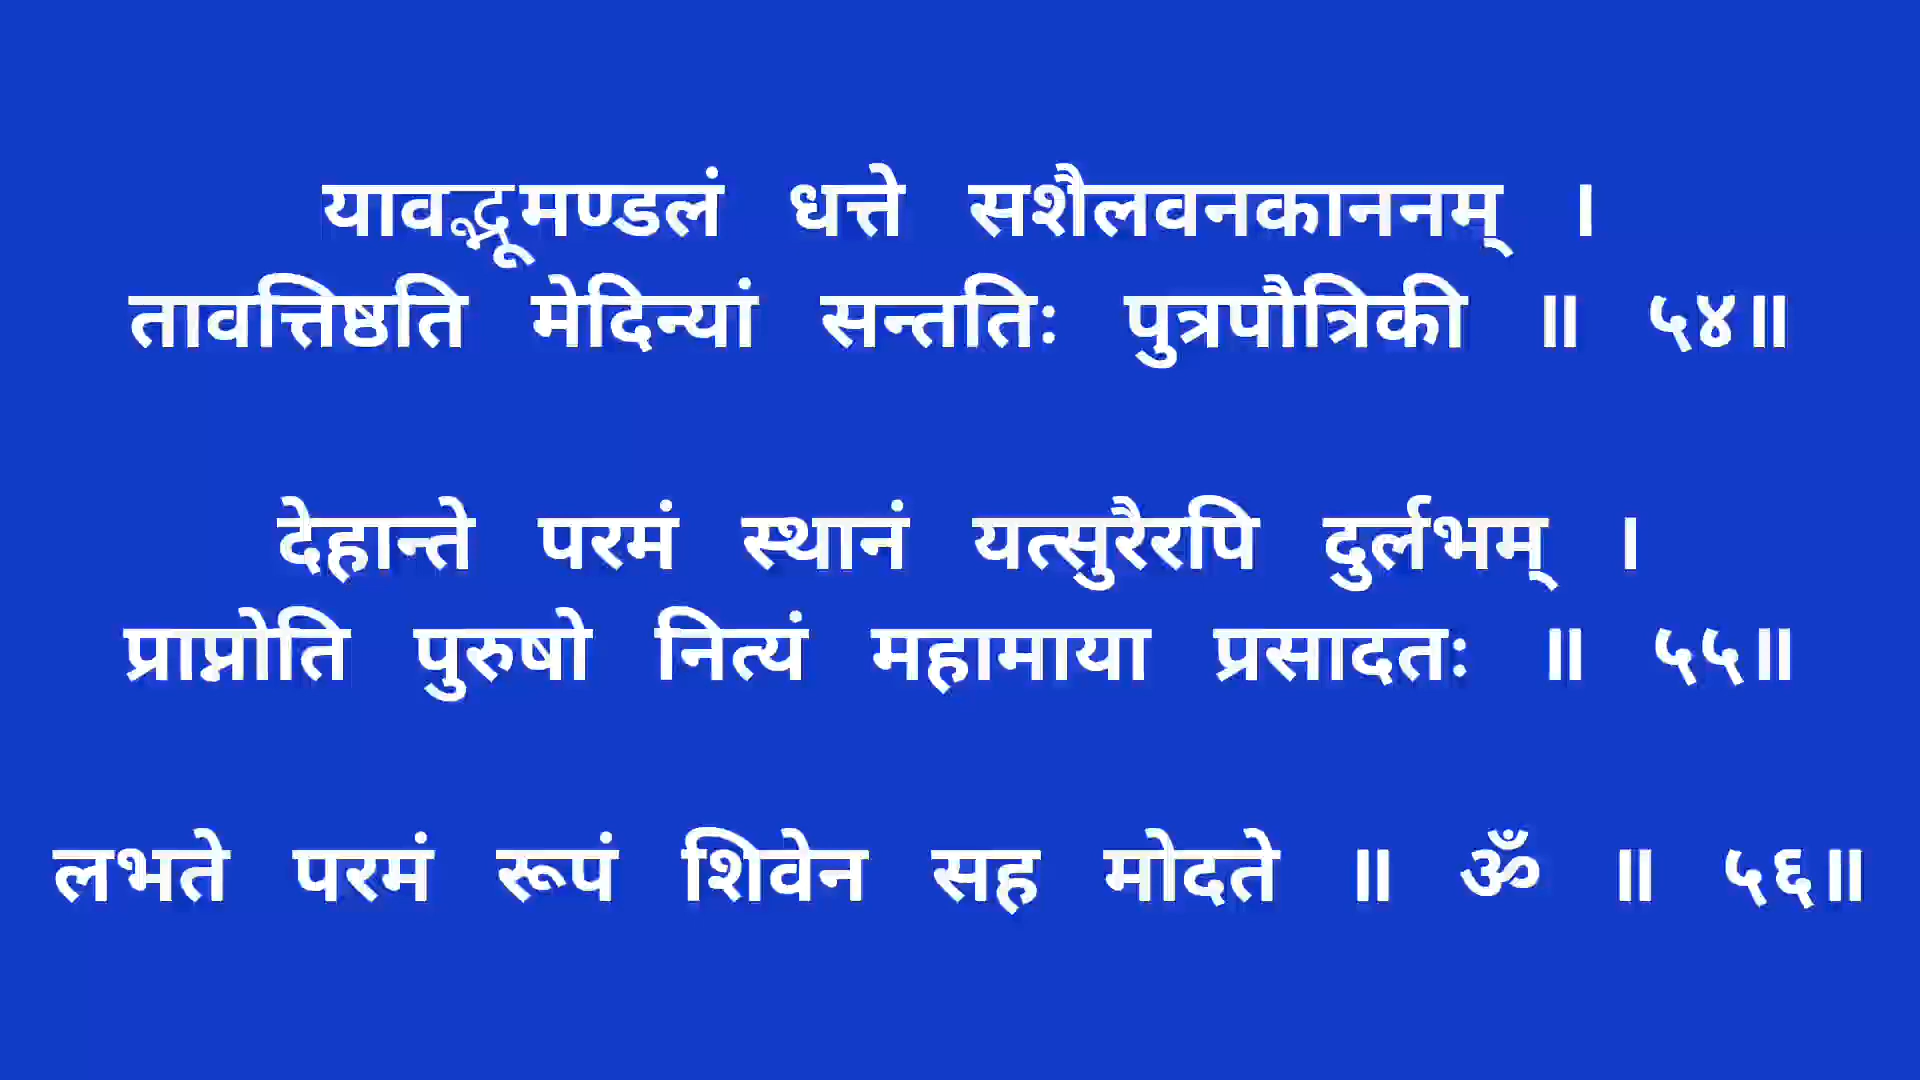 यावद्भूमण्डलं धत्ते सशैलवनकाननम् ।
तावत्तिष्ठति मेदिन्यां सन्ततिः पुत्रपौत्रिकी ॥ ५४॥
देहान्ते परमं स्थानं यत्सुरैरपि दुर्लभम् ।
प्राप्नोति पुरुषो नित्यं महामाया प्रसादतः ॥ ५५॥
लभते परमं रूपं शिवेन सह मोदते ॥ ॐ ॥ ५६॥